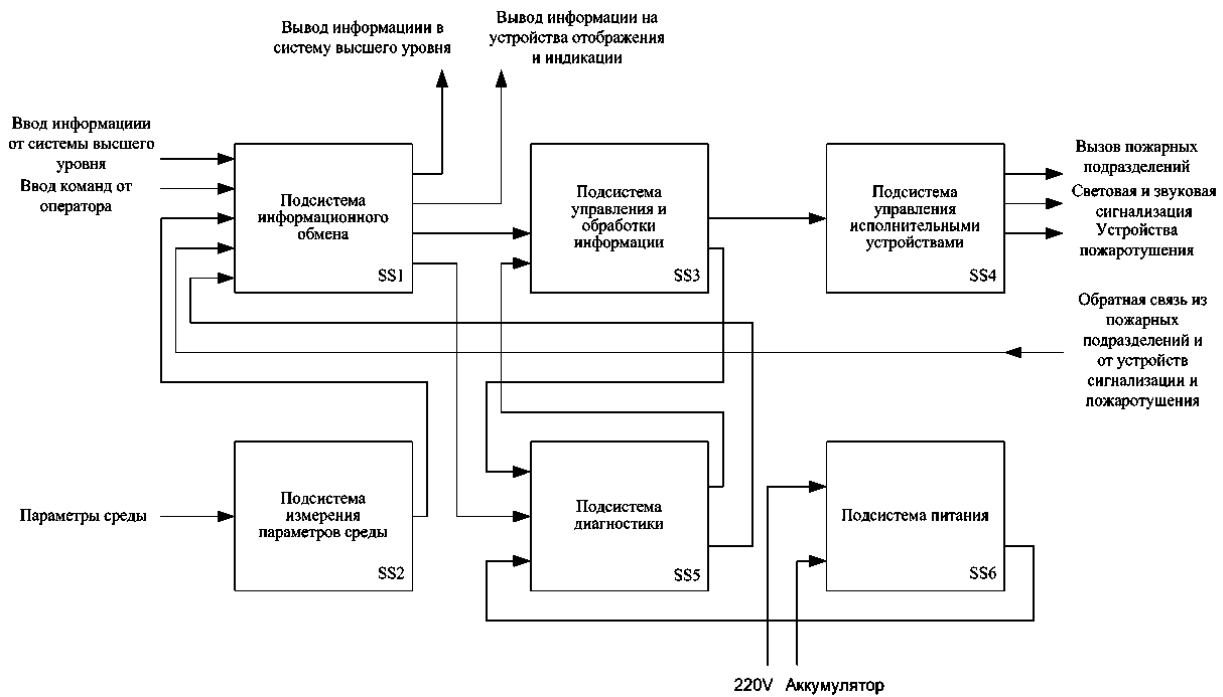 Вывод информациии в
систему высшего уровня
Вывод информации на
устройства отображения
и индикации
Ввод информациии
от системы высшего
уровня
Ввод команд от
оператора
Подсистема
информационного
обмена
SS1
Подсистема
управления и
обработки
информации
SS3
Подсистема
управления
исполнительными
устройствами
SS4
Вызов пожарных
подразделений
Световая и звуковая
сигнализация
Устройства
пожаротушения
Обратная связь из
пожарных
подразделений и
от устройств
сигнализации и
пожаротушения
Параметры среды
Подсистема
измерения
параметров среды
SS2
Подсистема
диагностики
SS5
Подсистема питания
SS6
220V
Аккумулятор